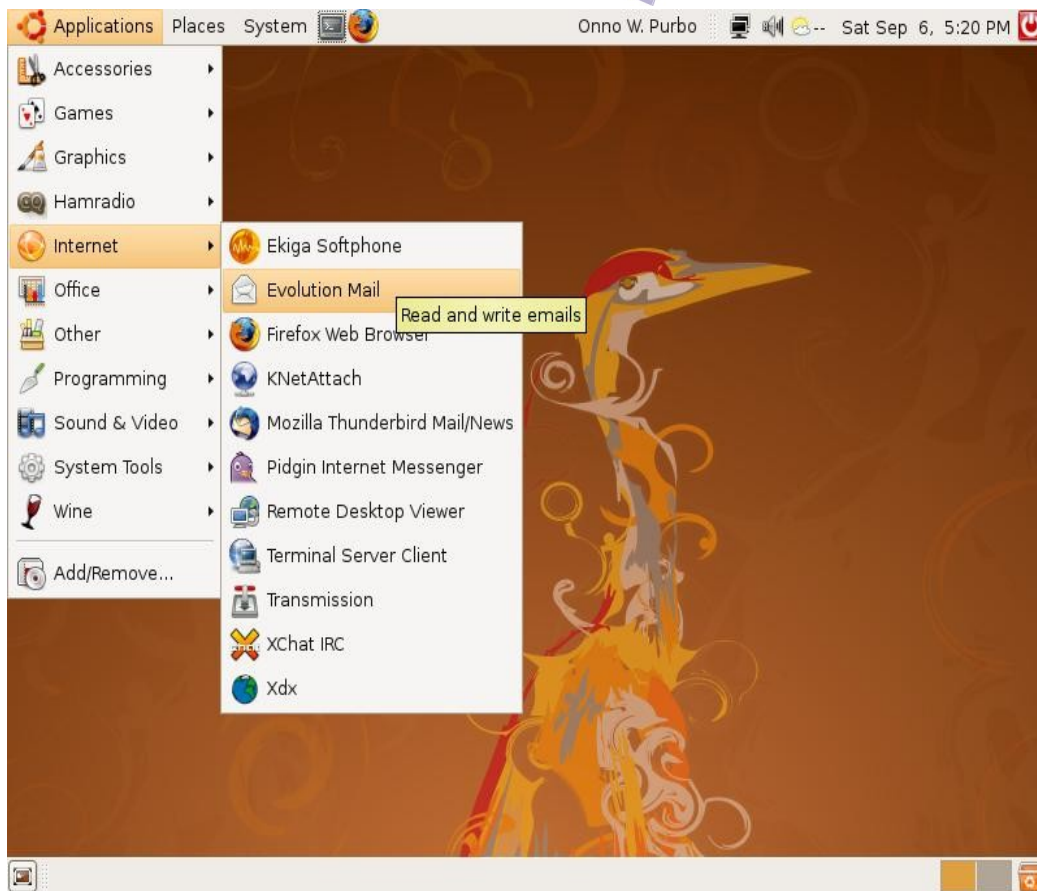 Applications Places System Onno W. Purbo -- Sat Sep 6, 5:20 PM
Accessories
Games
Graphics
Hamradio
Internet
Office
Other
Programming
Sound & Video
System Tools
Wine
Add/Remove...
Ekiga Softphone
Evolution Mail
Read and write emails
Firefox Web Browser
KNetAttach
Mozilla Thunderbird Mail/News
Pidgin Internet Messenger
Remote Desktop Viewer
Terminal Server Client
Transmission
XChat IRC
Xdx